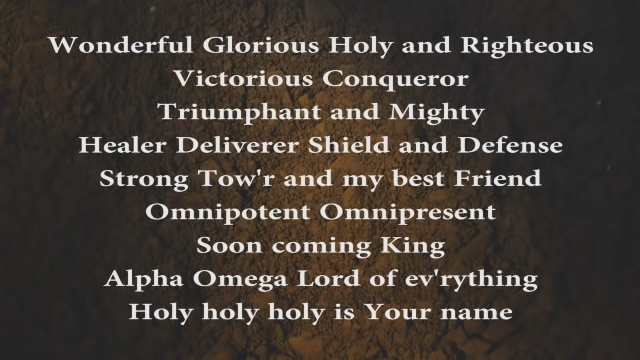 Wonderful Glorious Holy and Righteous
Victorious Conqueror
Triumphant and Mighty
Healer Deliverer Shield and Defense
Strong Tow'r and my best Friend
Omnipotent Omnipresent
Soon coming King
Alpha Omega Lord of ev'rything
Holy holy holy is Your name